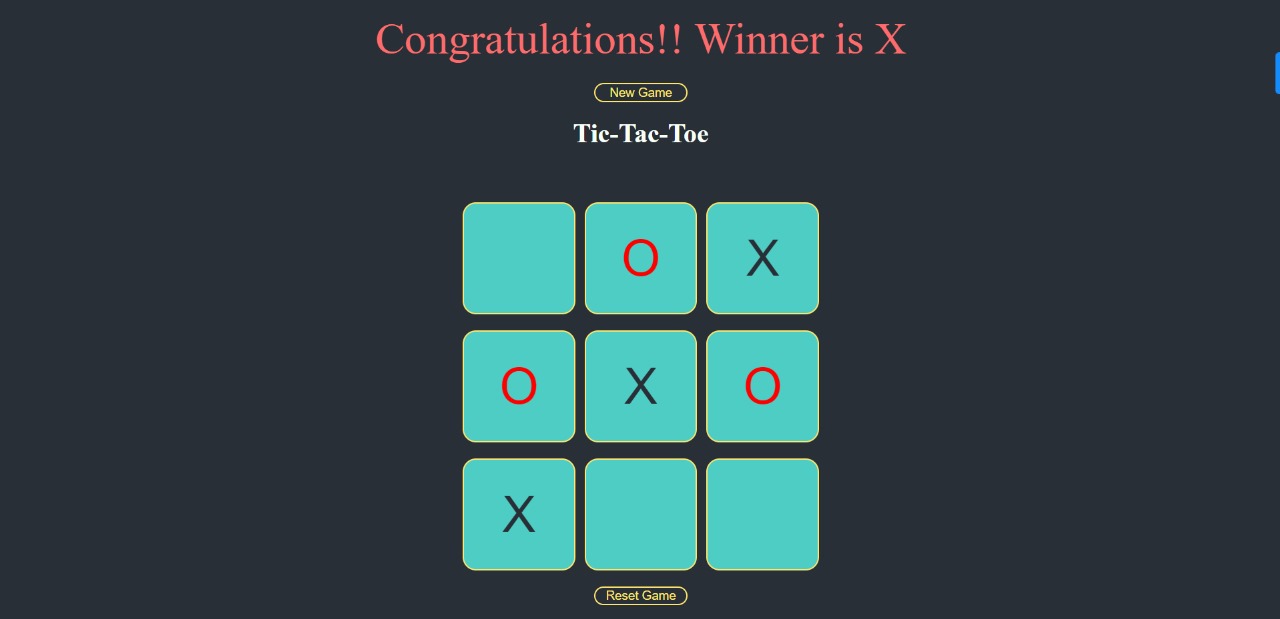 Congratulations!! Winner is X
New Game
Tic-Tac-Toe
O X
O X O
X
Reset Game